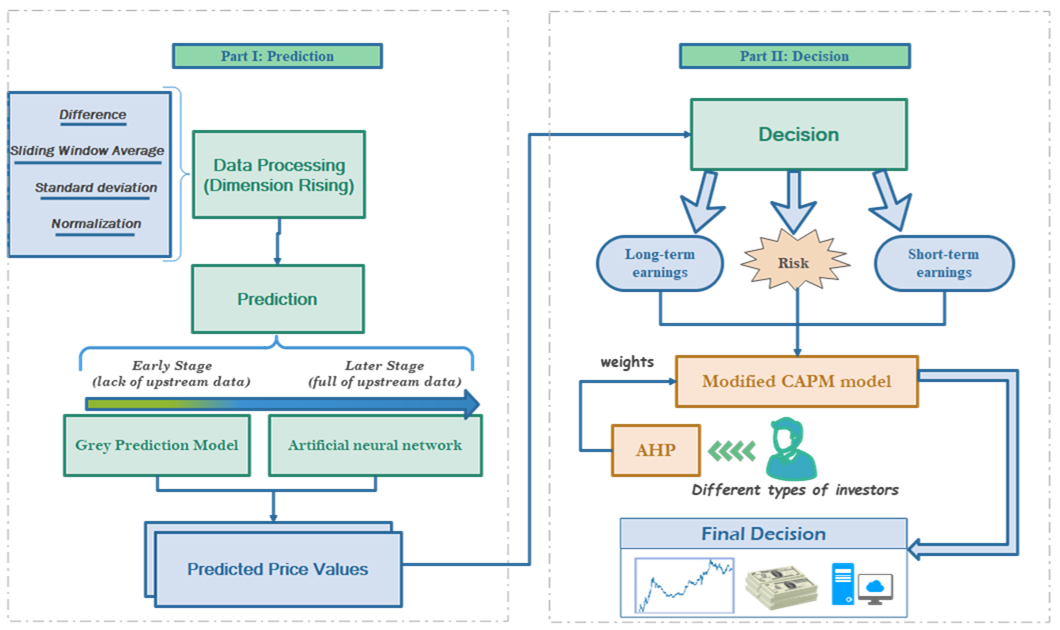 Part I: Prediction
Difference
Sliding Window Average
Standard deviation
Normalization
Data Processing
(Dimension Rising)
Prediction
Early Stage
(lack of upstream data)
Later Stage
(full of upstream data)
Grey Prediction Model
Artificial neural network
Predicted Price Values
Part II: Decision
Decision
Long-term
earnings
Risk
Short-term
earnings
weights
Modified CAPM model
AHP
Different types of investors
Final Decision